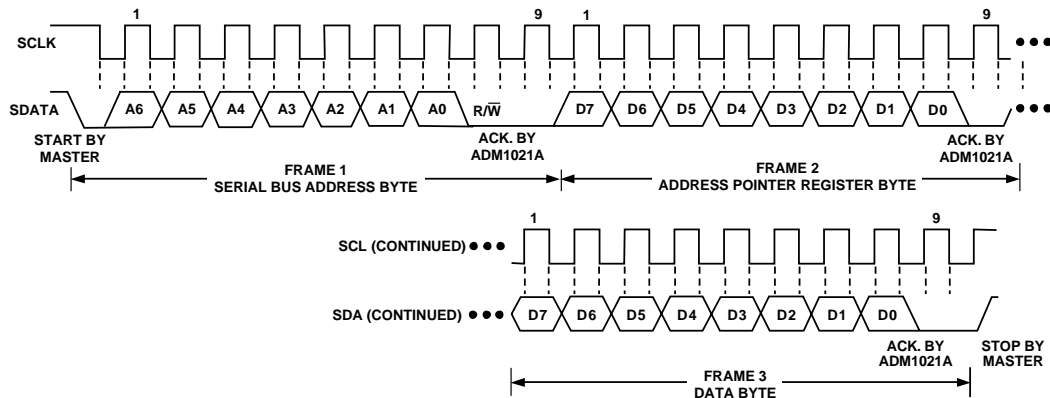 1 9 1 9
SCLK
SDATA A6 A5 A4 A3 A2 A1 A0 R/W̅ D7 D6 D5 D4 D3 D2 D1 D0
START BY MASTER
ACK. BY ADM1021A
ACK. BY ADM1021A
FRAME 1
SERIAL BUS ADDRESS BYTE
FRAME 2
ADDRESS POINTER REGISTER BYTE
1 9
SCL (CONTINUED)
SDA (CONTINUED) D7 D6 D5 D4 D3 D2 D1 D0
ACK. BY ADM1021A
STOP BY MASTER
FRAME 3
DATA BYTE